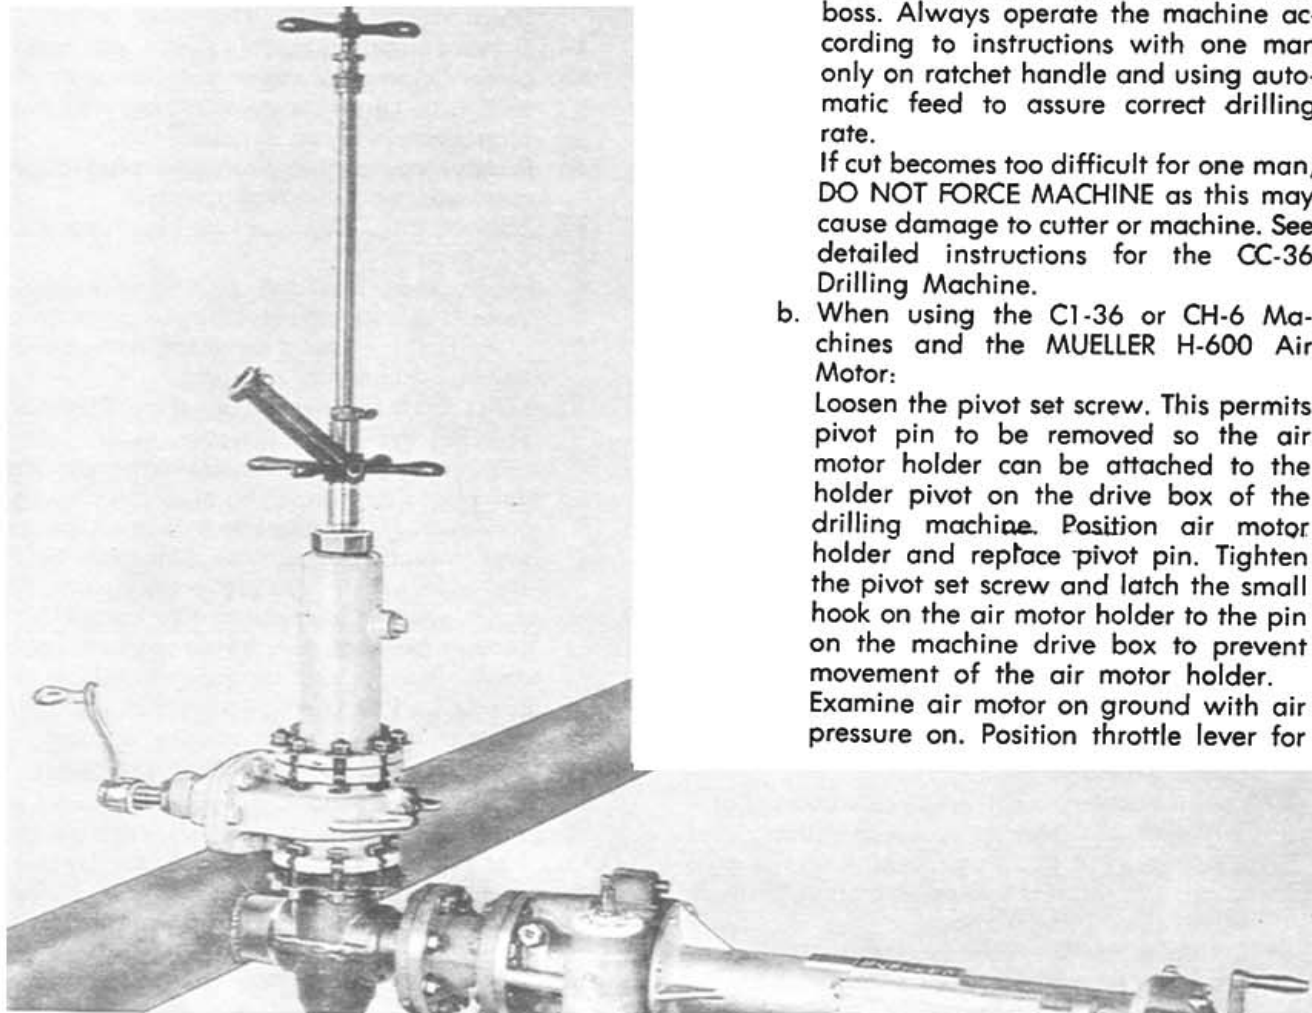 boss. Always operate the machine ac-
cording to instructions with one man
only on ratchet handle and using auto-
matic feed to assure correct drilling
rate.
If cut becomes too difficult for one man,
DO NOT FORCE MACHINE as this may
cause damage to cutter or machine. See
detailed instructions for the CC-36
Drilling Machine.
b. When using the C1-36 or CH-6 Ma-
chines and the MUELLER H-600 Air
Motor:
Loosen the pivot set screw. This permits
pivot pin to be removed so the air
motor holder can be attached to the
holder pivot on the drive box of the
drilling machine. Position air motor
holder and replace pivot pin. Tighten
the pivot set screw and latch the small
hook on the air motor holder to the pin
on the machine drive box to prevent
movement of the air motor holder.
Examine air motor on ground with air
pressure on. Position throttle lever for